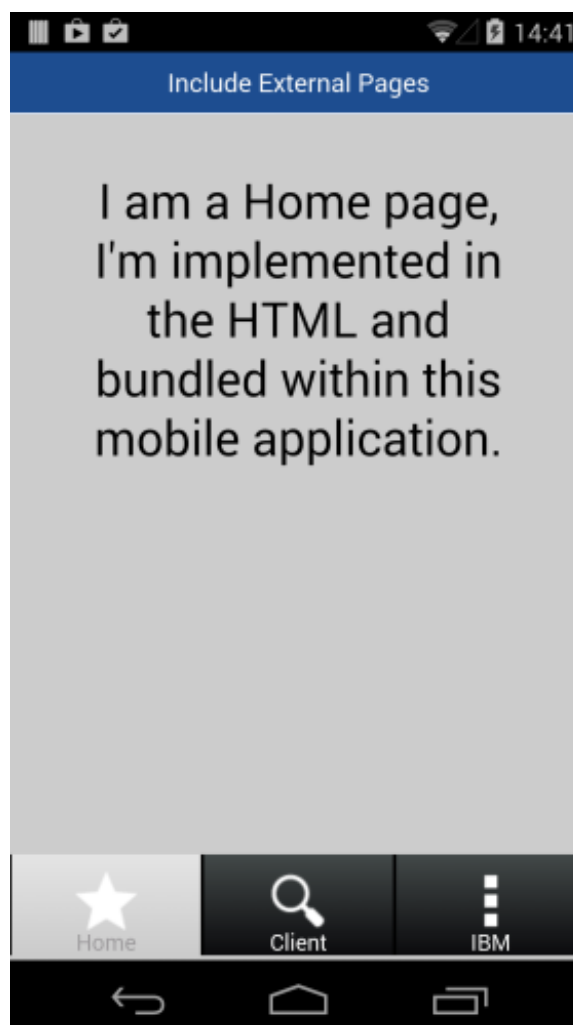 14:41
Include External Pages
I am a Home page,
I'm implemented in
the HTML and
bundled within this
mobile application.
Home Client IBM